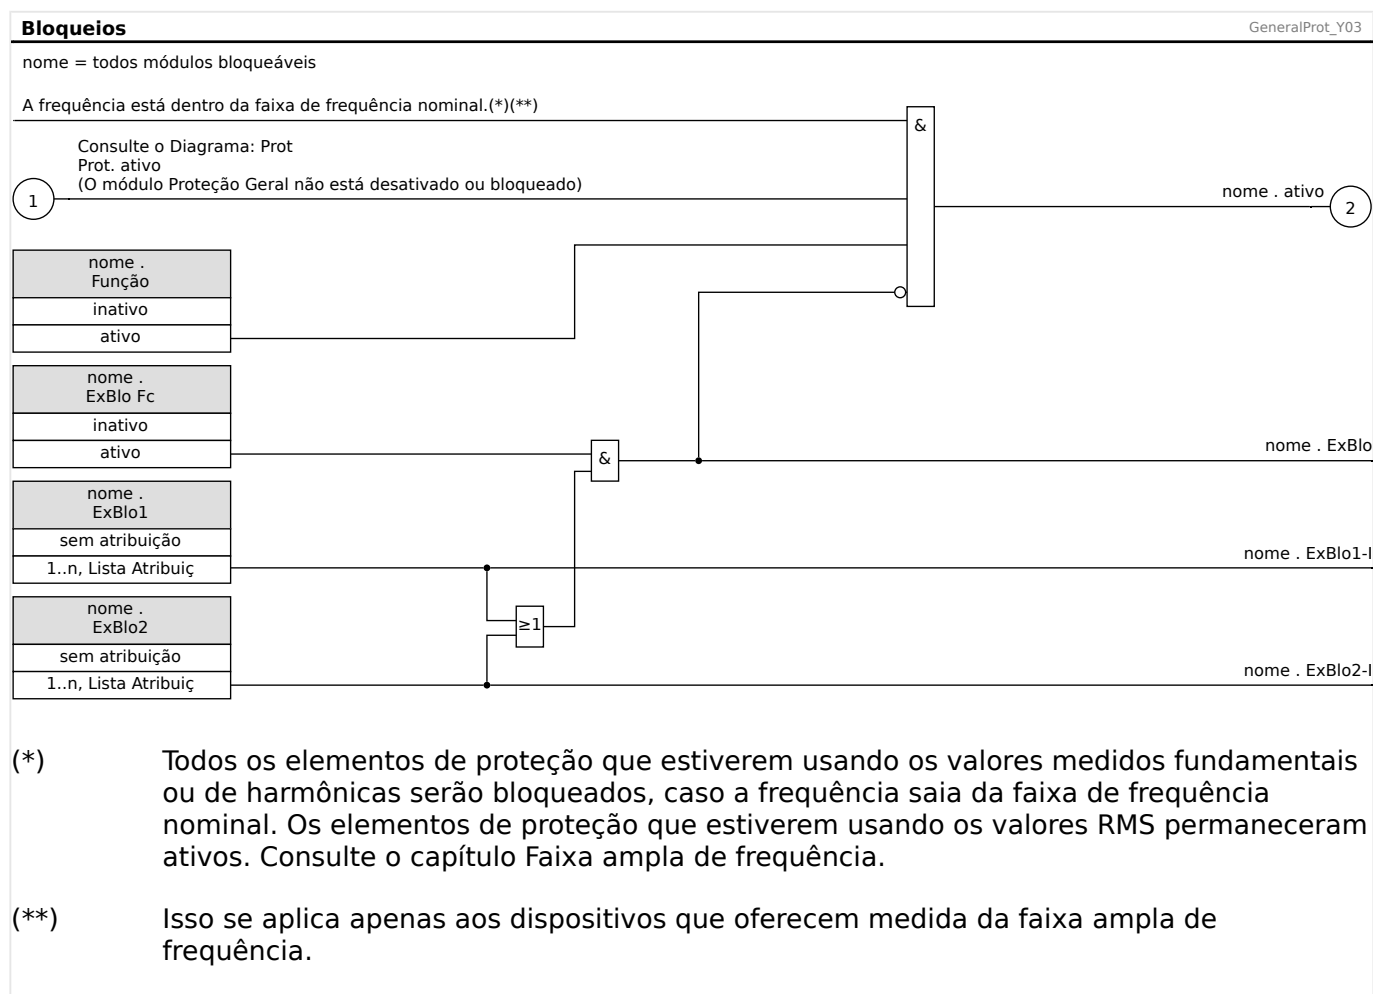 Bloqueios
GeneralProt_Y03
nome = todos módulos bloqueáveis
A frequência está dentro da faixa de frequência nominal.(*)(**)
&
Consulte o Diagrama: Prot
Prot. ativo
(O módulo Proteção Geral não está desativado ou bloqueado)
1
nome . ativo
2
nome .
Função
inativo
ativo
nome .
ExBlo Fc
inativo
ativo
&
nome . ExBlo
nome .
ExBlo1
sem atribuição
1..n, Lista Atribuiç
nome . ExBlo1-I
nome .
ExBlo2
≥1
sem atribuição
1..n, Lista Atribuiç
nome . ExBlo2-I
(*) Todos os elementos de proteção que estiverem usando os valores medidos fundamentais
ou de harmônicas serão bloqueados, caso a frequência saia da faixa de frequência
nominal. Os elementos de proteção que estiverem usando os valores RMS permaneceram
ativos. Consulte o capítulo Faixa ampla de frequência.
(**) Isso se aplica apenas aos dispositivos que oferecem medida da faixa ampla de
frequência.